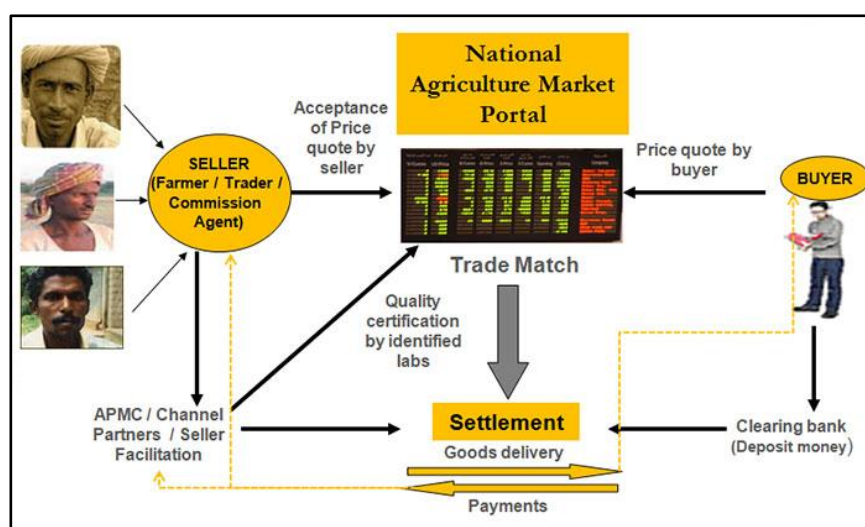 National
Agriculture Market
Portal
Acceptance
of Price
quote by
seller
SELLER
(Farmer / Trader /
Commission
Agent)
Price quote by
buyer
BUYER
Trade Match
Quality
certification
by identified
labs
APMC / Channel
Partners / Seller
Facilitation
Settlement
Goods delivery
Payments
Clearing bank
(Deposit money)